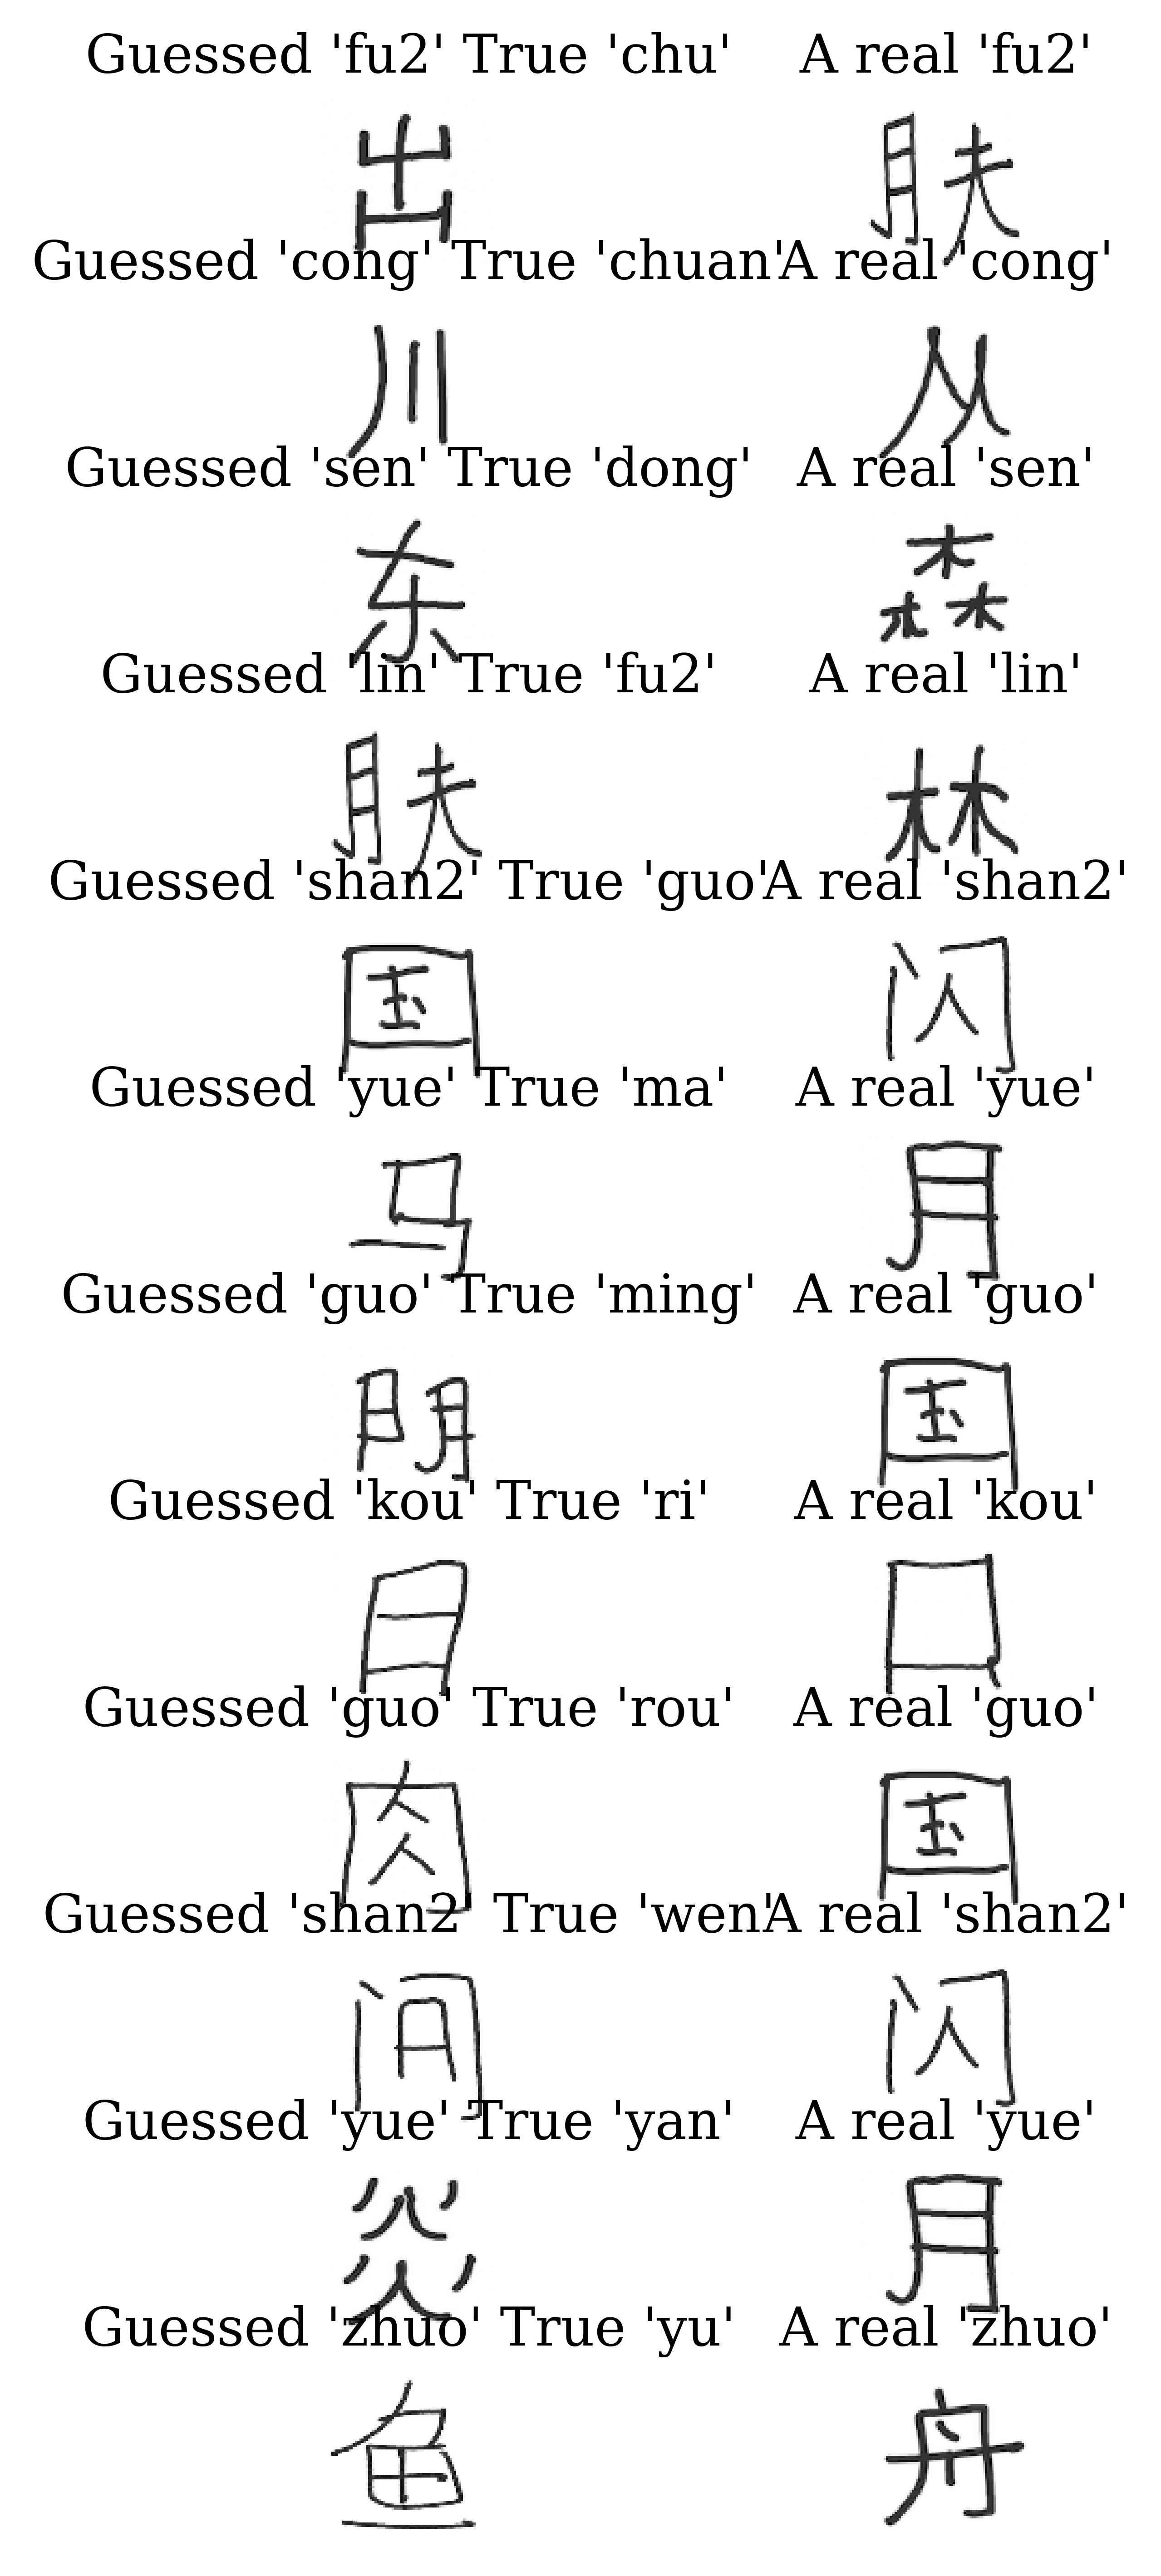 Guessed 'fu2' True 'chu' A real 'fu2'
出 肤
Guessed 'cong' True 'chuan' A real 'cong'
川 从
Guessed 'sen' True 'dong' A real 'sen'
东 森
Guessed 'lin' True 'fu2' A real 'lin'
肤 林
Guessed 'shan2' True 'guo' A real 'shan2'
国 闪
Guessed 'yue' True 'ma' A real 'yue'
马 月
Guessed 'guo' True 'ming' A real 'guo'
明 国
Guessed 'kou' True 'ri' A real 'kou'
日 口
Guessed 'guo' True 'rou' A real 'guo'
肉 国
Guessed 'shan2' True 'wen' A real 'shan2'
问 闪
Guessed 'yue' True 'yan' A real 'yue'
炎 月
Guessed 'zhuo' True 'yu' A real 'zhuo'
鱼 舟